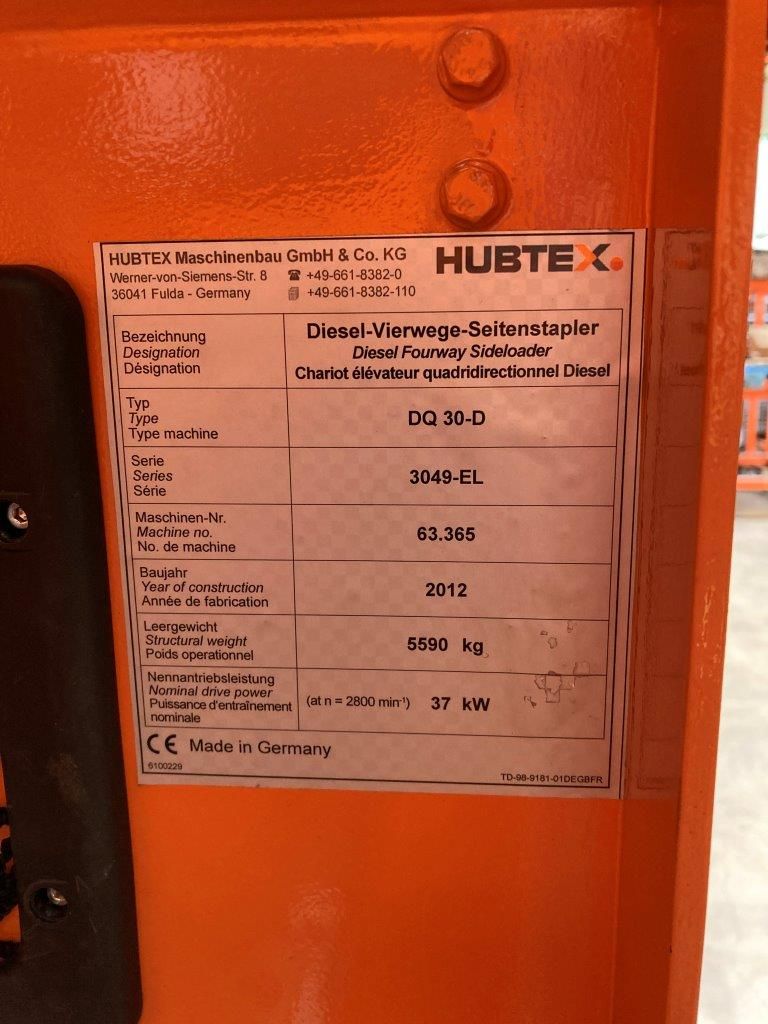 HUBTEX Maschinenbau GmbH & Co. KG
HUBTEX
Werner-von-Siemens-Str. 8 ☎ +49-661-8382-0
36041 Fulda - Germany +49-661-8382-110
Bezeichnung
Designation
Désignation
Diesel-Vierwege-Seitenstapler
Diesel Fourway Sideloader
Chariot élévateur quadridirectionnel Diesel
Typ
Type
Type machine
DQ 30-D
Serie
Series
Série
3049-EL
Maschinen-Nr.
Machine no.
No. de machine
63.365
Baujahr
Year of construction
Année de fabrication
2012
Leergewicht
Structural weight
Poids operationnel
5590 kg
Nennantriebsleistung
Nominal drive power
Puissance d'entraînement
nominale
(at n = 2800 min⁻¹) 37 kW
CE Made in Germany
6100229
TD-98-9181-01DEGBFR